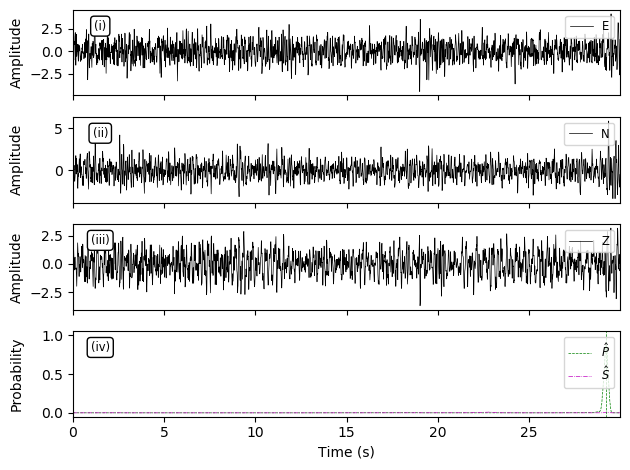 Amplitude
2.5
0.0
−2.5
(i)
E
Amplitude
5
0
(ii)
N
Amplitude
2.5
0.0
−2.5
(iii)
Z
Probability
1.0
0.5
0.0
(iv)
P̂
Ŝ
0 5 10 15 20 25
Time (s)